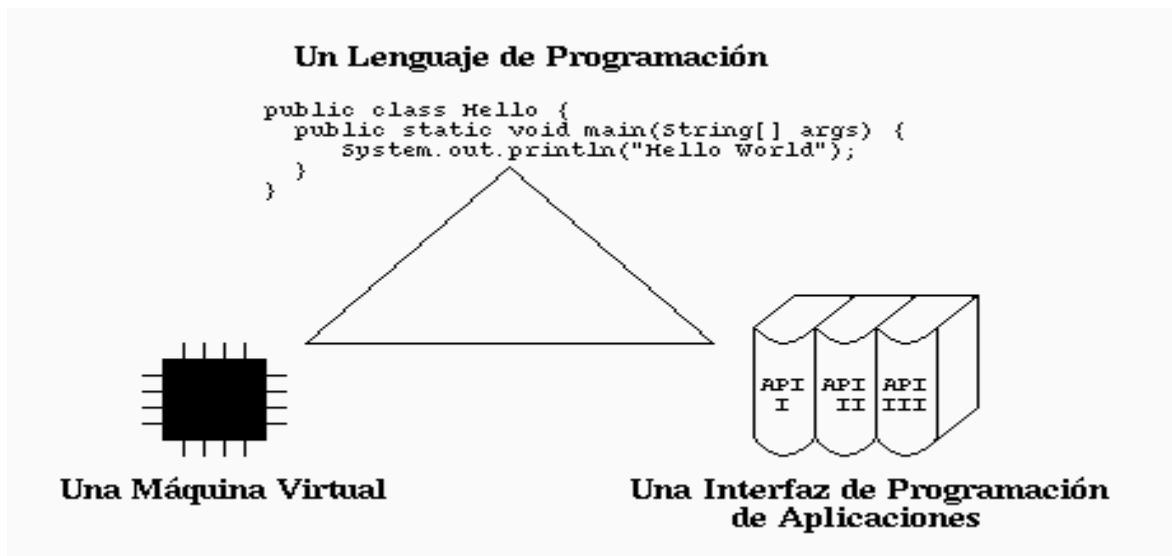 Un Lenguaje de Programación
public class Hello {
public static void main(String[] args) {
System.out.println("Hello World");
}
}
API I
API II
API III
Una Máquina Virtual
Una Interfaz de Programación
de Aplicaciones